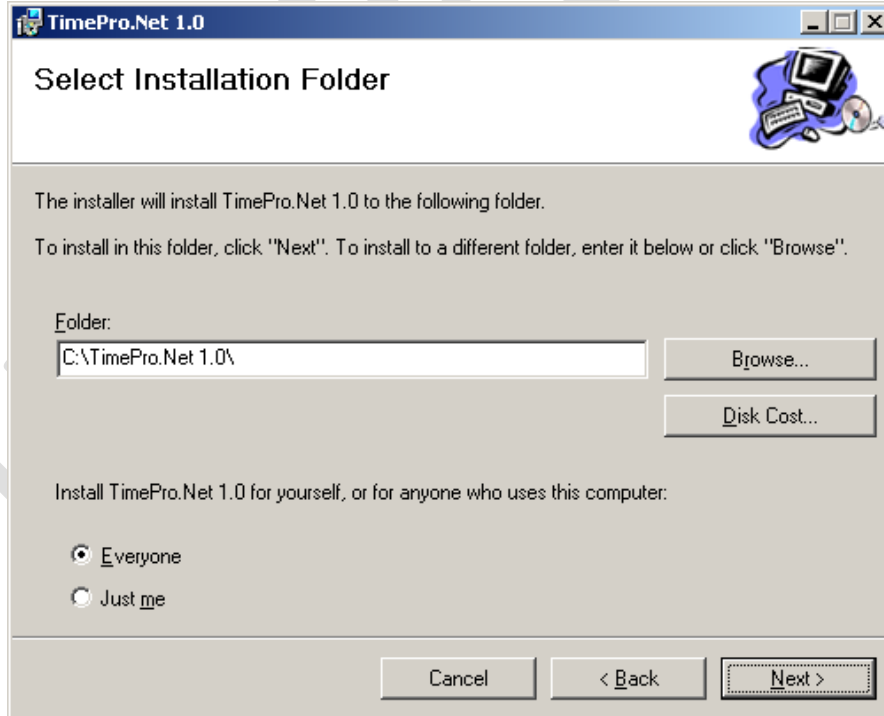 TimePro.Net 1.0
Select Installation Folder
The installer will install TimePro.Net 1.0 to the following folder.
To install in this folder, click "Next". To install to a different folder, enter it below or click "Browse".
Folder:
C:\TimePro.Net 1.0\
Browse...
Disk Cost...
Install TimePro.Net 1.0 for yourself, or for anyone who uses this computer:
Everyone
Just me
Cancel
< Back
Next >